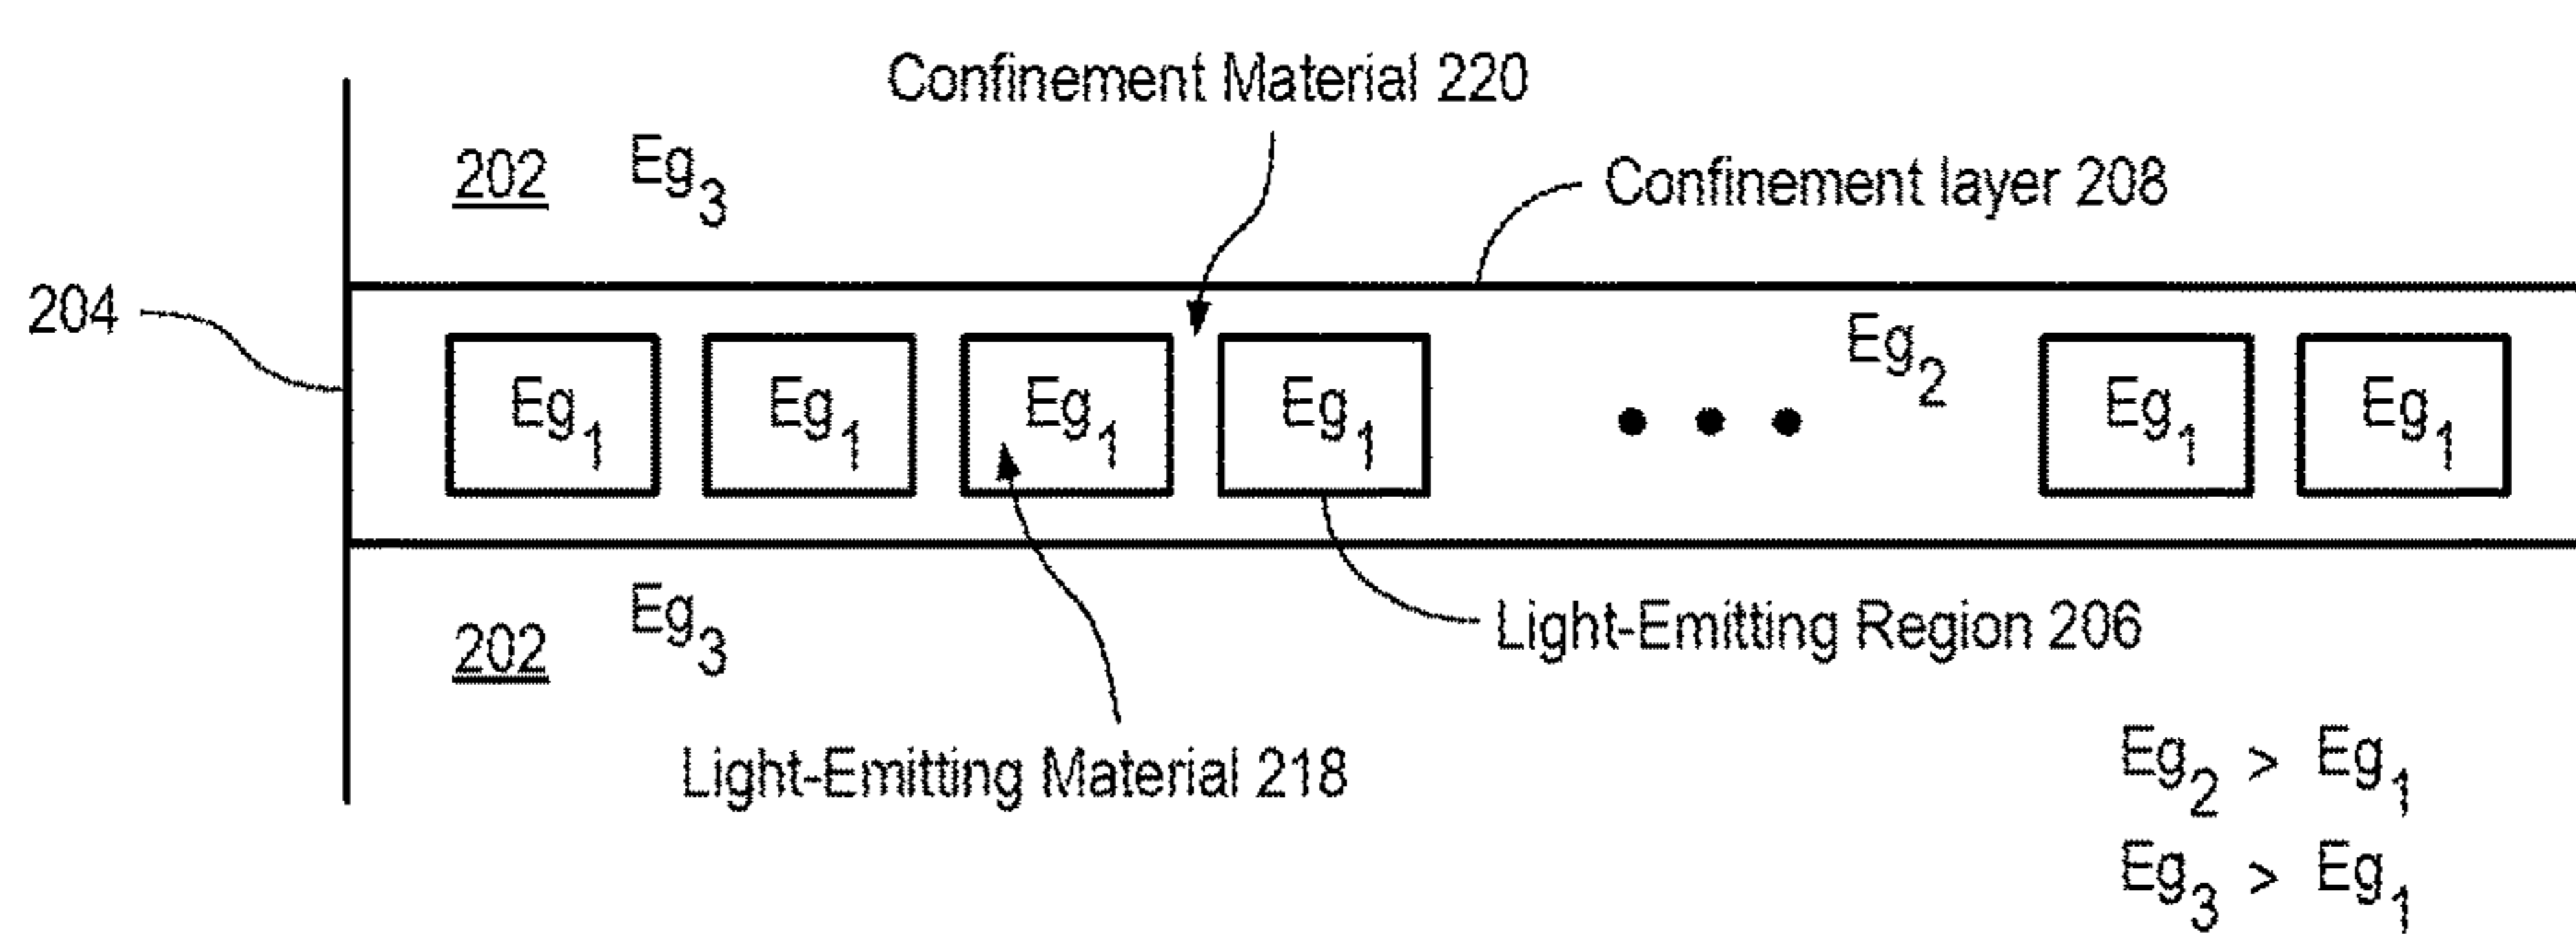 Confinement Material 220
202 Eg3
Confinement layer 208
204
Eg2
Eg1 Eg1 Eg1 Eg1 Eg1 Eg1
202 Eg3
Light-Emitting Region 206
Light-Emitting Material 218
Eg2 > Eg1
Eg3 > Eg1